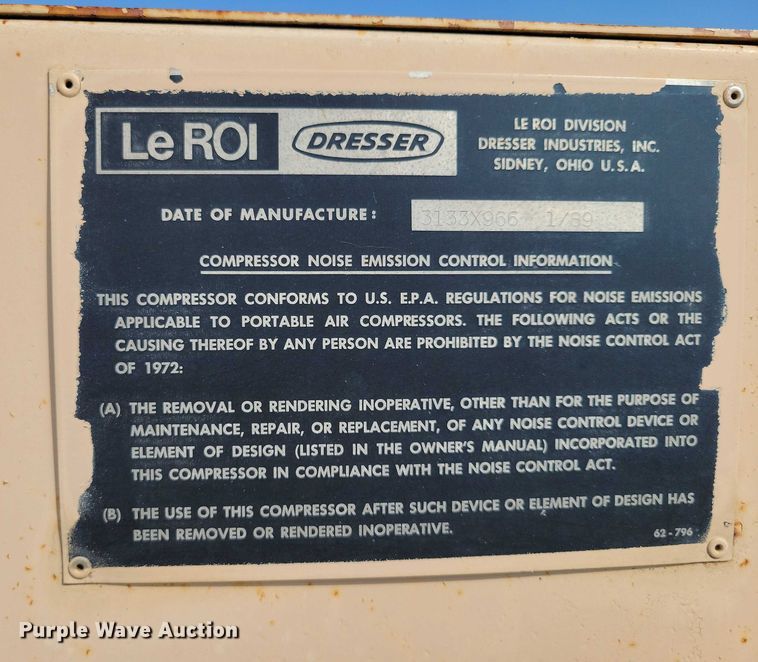 LeROI DRESSER
LE ROI DIVISION
DRESSER INDUSTRIES, INC.
SIDNEY, OHIO U.S.A.
DATE OF MANUFACTURE: 3133X966 1/89
COMPRESSOR NOISE EMISSION CONTROL INFORMATION
THIS COMPRESSOR CONFORMS TO U.S. E.P.A. REGULATIONS FOR NOISE EMISSIONS
APPLICABLE TO PORTABLE AIR COMPRESSORS. THE FOLLOWING ACTS OR THE
CAUSING THEREOF BY ANY PERSON ARE PROHIBITED BY THE NOISE CONTROL ACT
OF 1972:
(A) THE REMOVAL OR RENDERING INOPERATIVE, OTHER THAN FOR THE PURPOSE OF
MAINTENANCE, REPAIR, OR REPLACEMENT, OF ANY NOISE CONTROL DEVICE OR
ELEMENT OF DESIGN (LISTED IN THE OWNER'S MANUAL) INCORPORATED INTO
THIS COMPRESSOR IN COMPLIANCE WITH THE NOISE CONTROL ACT.
(B) THE USE OF THIS COMPRESSOR AFTER SUCH DEVICE OR ELEMENT OF DESIGN HAS
BEEN REMOVED OR RENDERED INOPERATIVE.
62-796
Purple Wave Auction